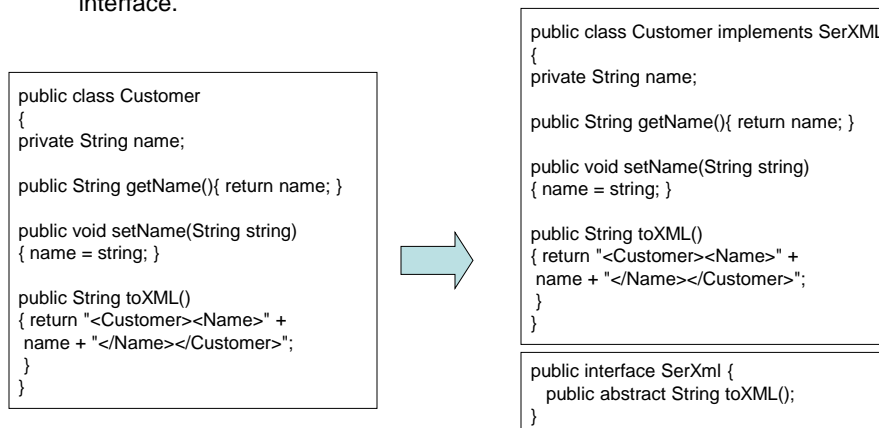 interface.
public class Customer
{
private String name;
public String getName(){ return name; }
public void setName(String string)
{ name = string; }
public String toXML()
{ return "<Customer><Name>" +
name + "</Name></Customer>";
}
}
public class Customer implements SerXML
{
private String name;
public String getName(){ return name; }
public void setName(String string)
{ name = string; }
public String toXML()
{ return "<Customer><Name>" +
name + "</Name></Customer>";
}
}
public interface SerXml {
public abstract String toXML();
}